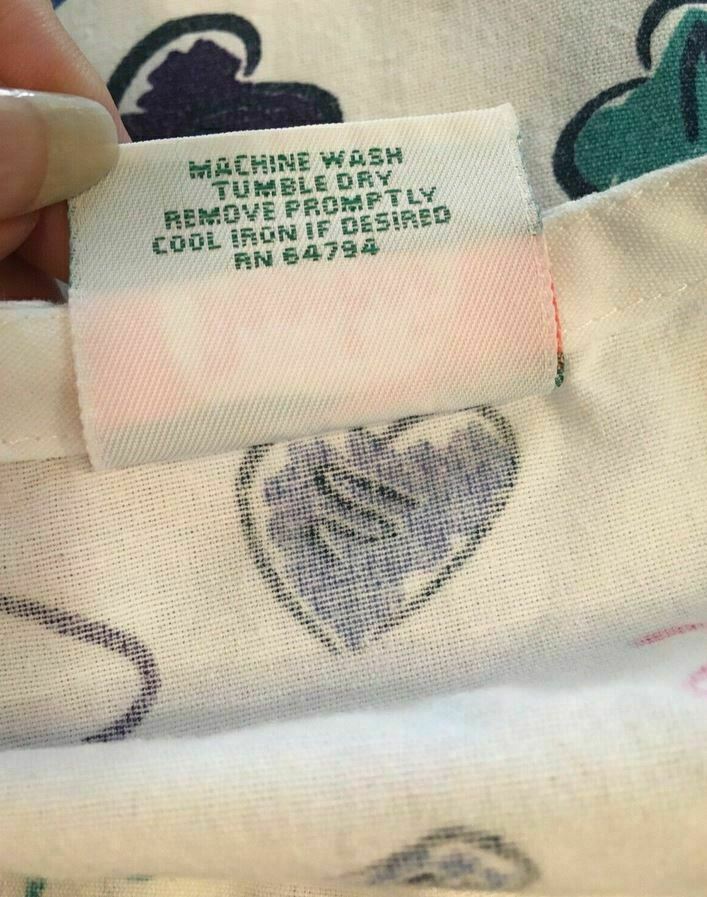 MACHINE WASH
TUMBLE DRY
REMOVE PROMPTLY
COOL IRON IF DESIRED
RN 64794